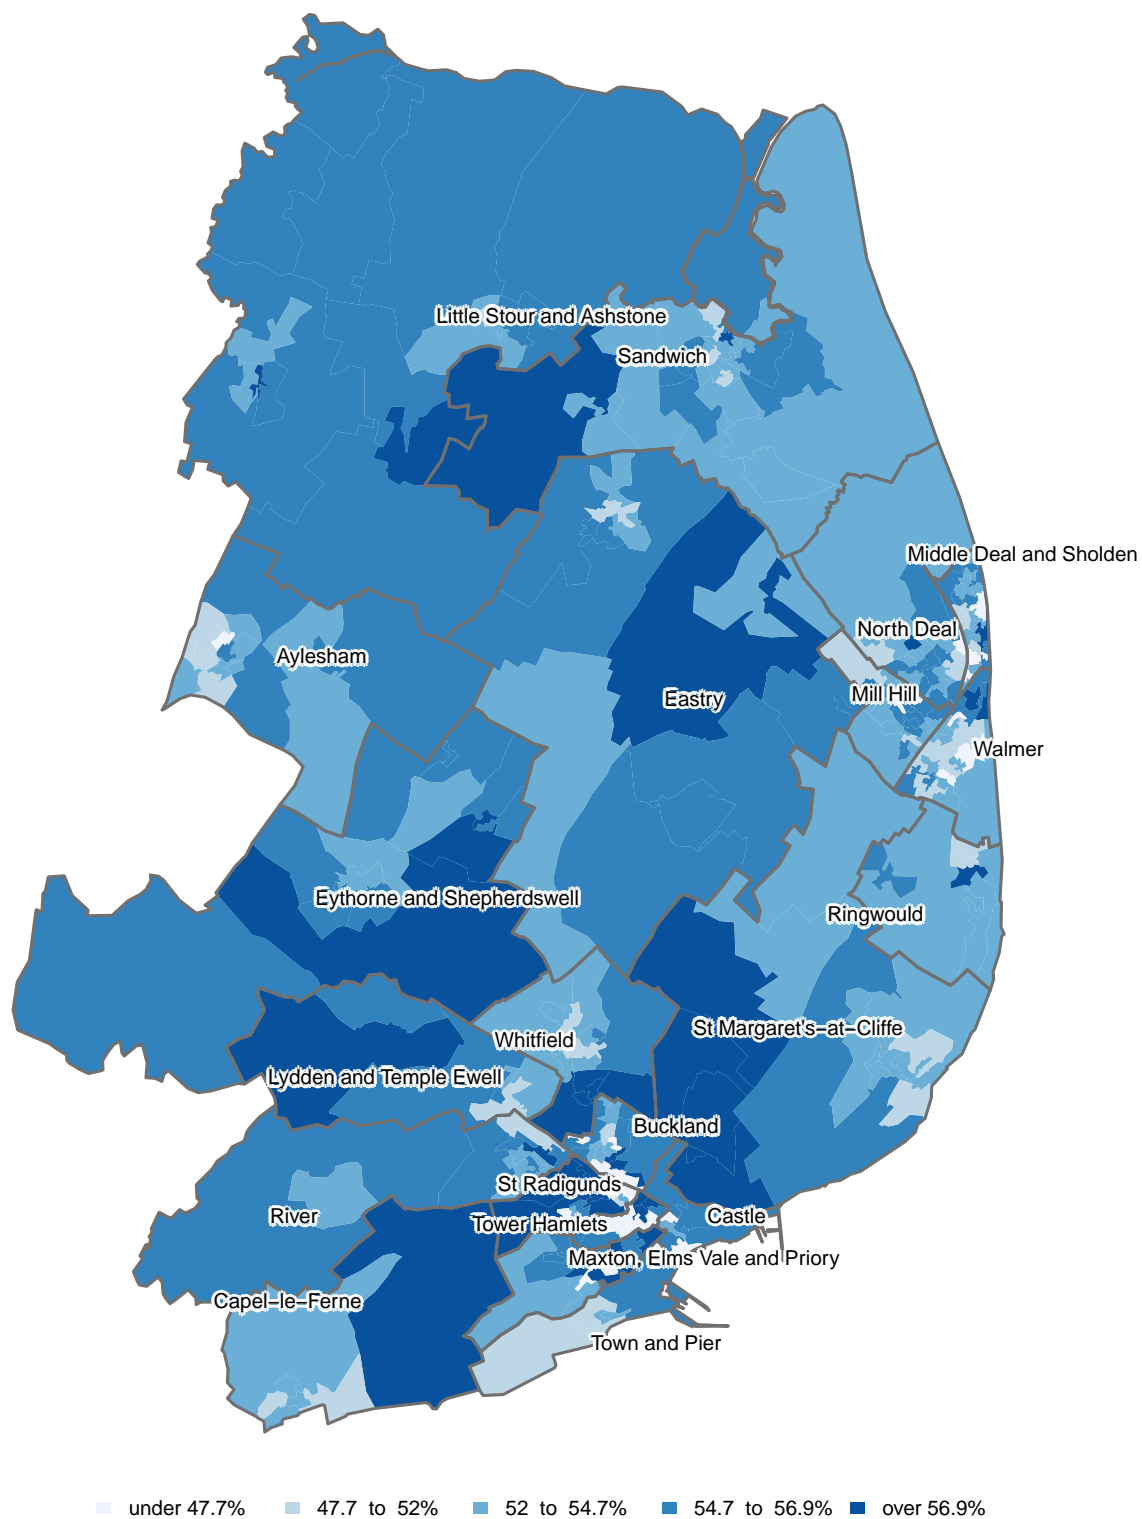 Little Stour and Ashstone
Sandwich
Middle Deal and Sholden
North Deal
Aylesham
Mill Hill
Eastry
Walmer
Eythorne and Shepherdswell
Ringwould
St Margaret's−at−Cliffe
Whitfield
Lydden and Temple Ewell
Buckland
St Radigunds
River
Tower Hamlets
Castle
Maxton, Elms Vale and Priory
Capel−le−Ferne
Town and Pier
under 47.7% 47.7 to 52% 52 to 54.7% 54.7 to 56.9% over 56.9%